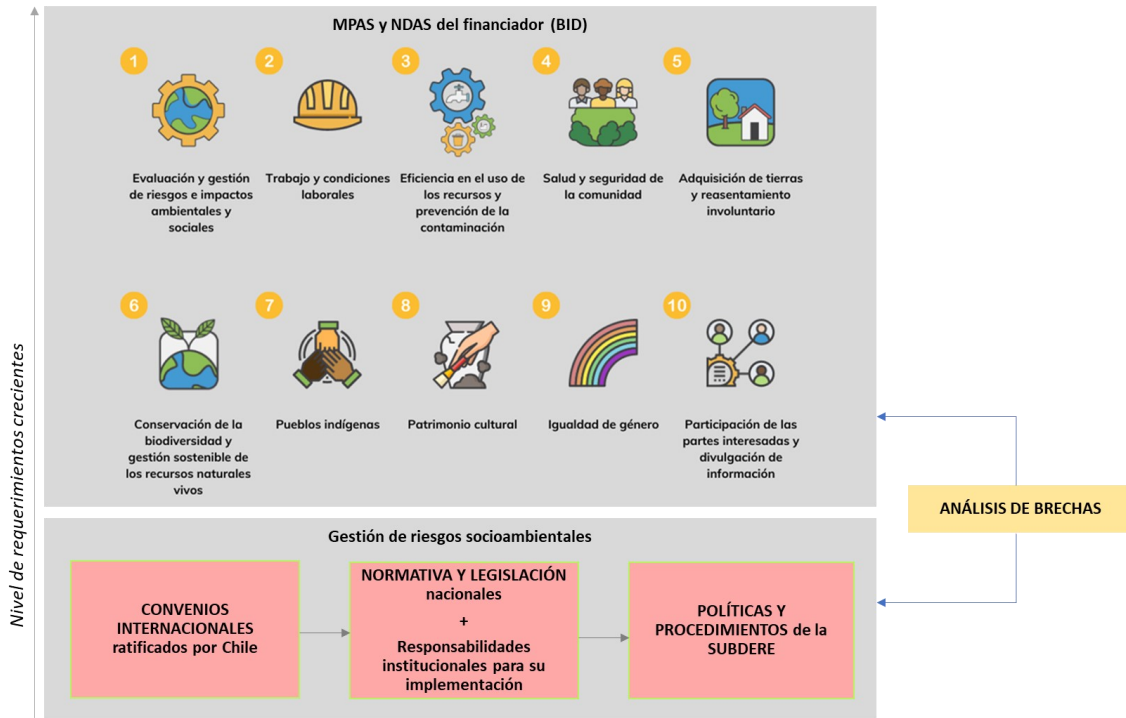 MPAS y NDAS del financiador (BID)
1
2
3
4
5
Evaluación y gestión
de riesgos e impactos
ambientales y
sociales
Trabajo y condiciones
laborales
Eficiencia en el uso de
los recursos y
prevención de la
contaminación
Salud y seguridad de
la comunidad
Adquisición de tierras
y reasentamiento
involuntario
6
7
8
9
10
Conservación de la
biodiversidad y
gestión sostenible de
los recursos naturales
vivos
Pueblos indígenas
Patrimonio cultural
Igualdad de género
Participación de las
partes interesadas y
divulgación de
información
Nivel de requerimientos crecientes
ANÁLISIS DE BRECHAS
Gestión de riesgos socioambientales
CONVENIOS
INTERNACIONALES
ratificados por Chile
NORMATIVA Y LEGISLACIÓN
nacionales
+
Responsabilidades
institucionales para su
implementación
POLÍTICAS Y
PROCEDIMIENTOS de la
SUBDERE